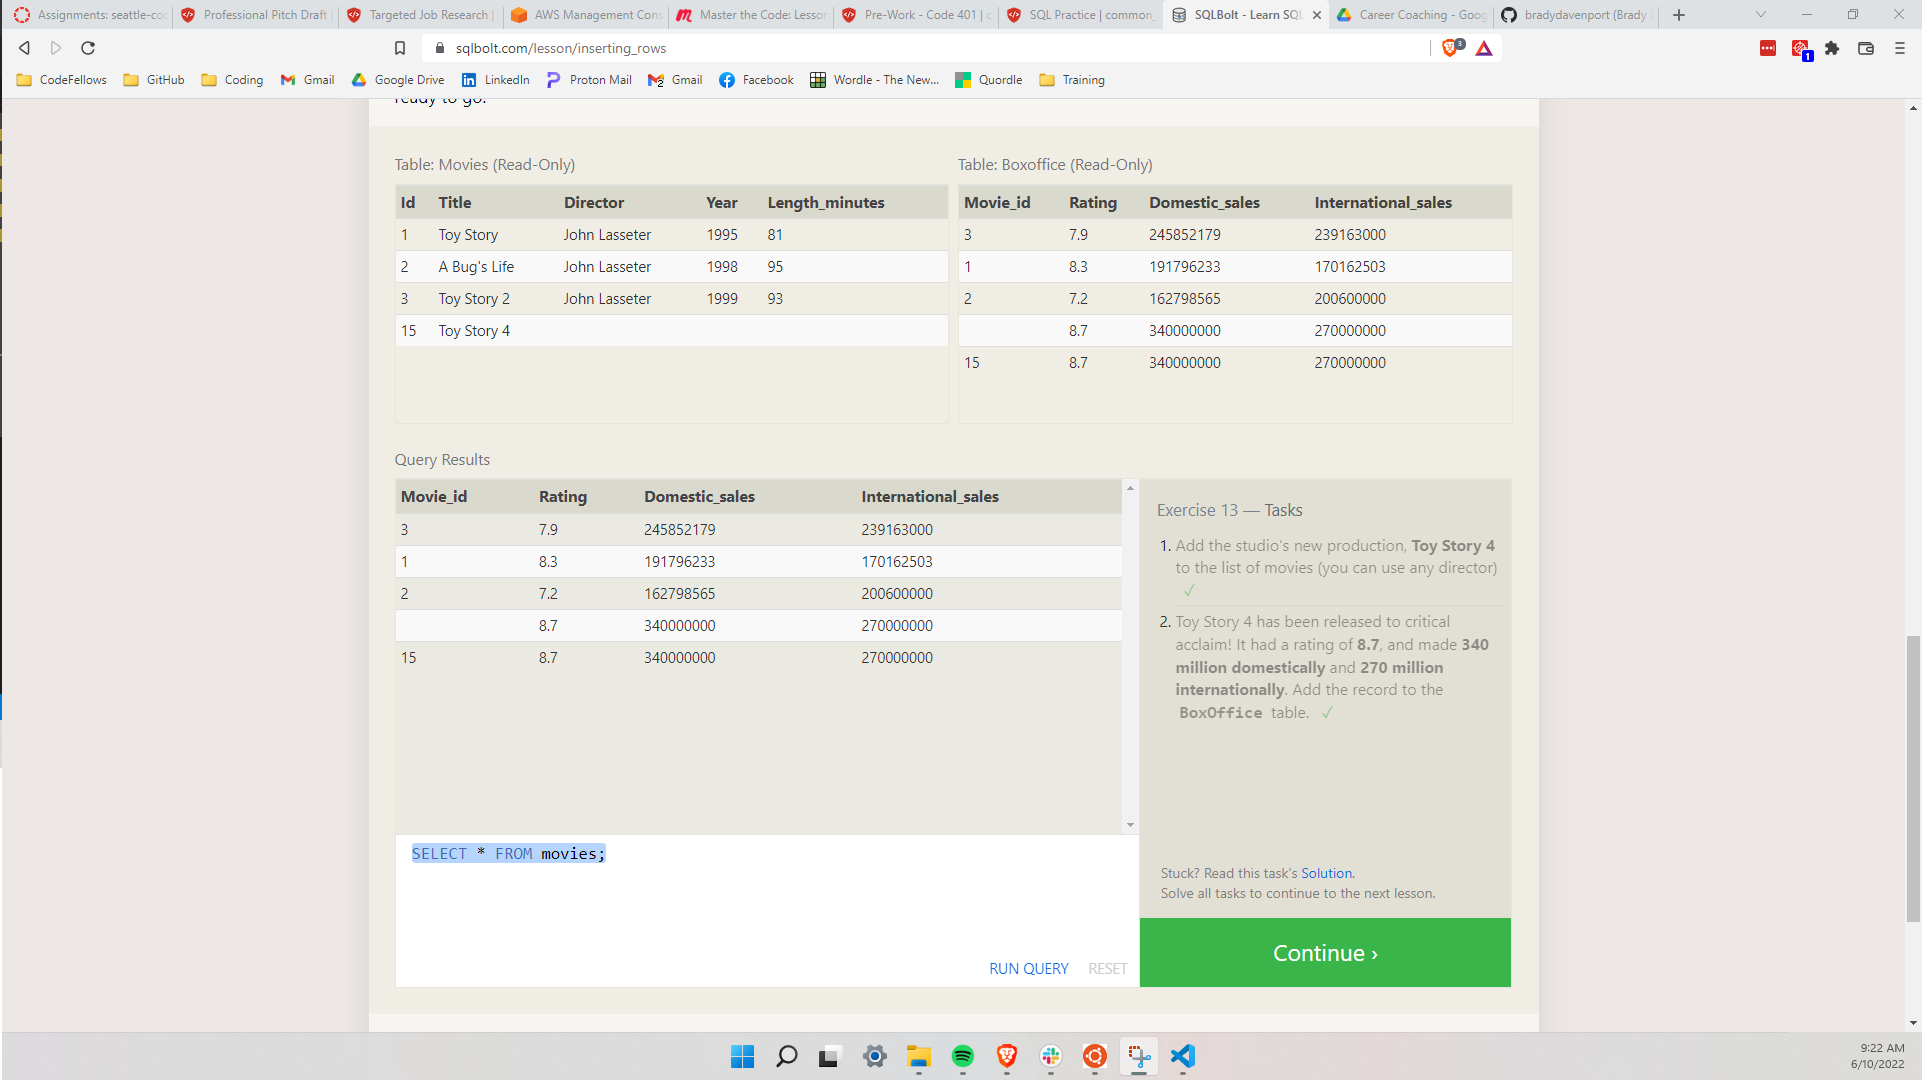 Assignments: seattle-co
Professional Pitch Draft
Targeted Job Research
AWS Management Cons
Master the Code: Lesson
Pre-Work - Code 401 | c
SQL Practice | common_
SQLBolt - Learn SQL
Career Coaching - Goog
bradydavenport (Brady
sqlbolt.com/lesson/inserting_rows
3
1
CodeFellows GitHub Coding Gmail Google Drive LinkedIn Proton Mail Gmail Facebook Wordle - The New... Quordle Training
ready to go.
Table: Movies (Read-Only)
Id Title Director Year Length_minutes
1 Toy Story John Lasseter 1995 81
2 A Bug's Life John Lasseter 1998 95
3 Toy Story 2 John Lasseter 1999 93
15 Toy Story 4
Table: Boxoffice (Read-Only)
Movie_id Rating Domestic_sales International_sales
3 7.9 245852179 239163000
1 8.3 191796233 170162503
2 7.2 162798565 200600000
8.7 340000000 270000000
15 8.7 340000000 270000000
Query Results
Movie_id Rating Domestic_sales International_sales
3 7.9 245852179 239163000
1 8.3 191796233 170162503
2 7.2 162798565 200600000
8.7 340000000 270000000
15 8.7 340000000 270000000
SELECT * FROM movies;
RUN QUERY RESET
Exercise 13 — Tasks
1. Add the studio's new production, Toy Story 4
to the list of movies (you can use any director)
✓
2. Toy Story 4 has been released to critical
acclaim! It had a rating of 8.7, and made 340
million domestically and 270 million
internationally. Add the record to the
BoxOffice table. ✓
Stuck? Read this task's Solution.
Solve all tasks to continue to the next lesson.
Continue ›
9:22 AM
6/10/2022